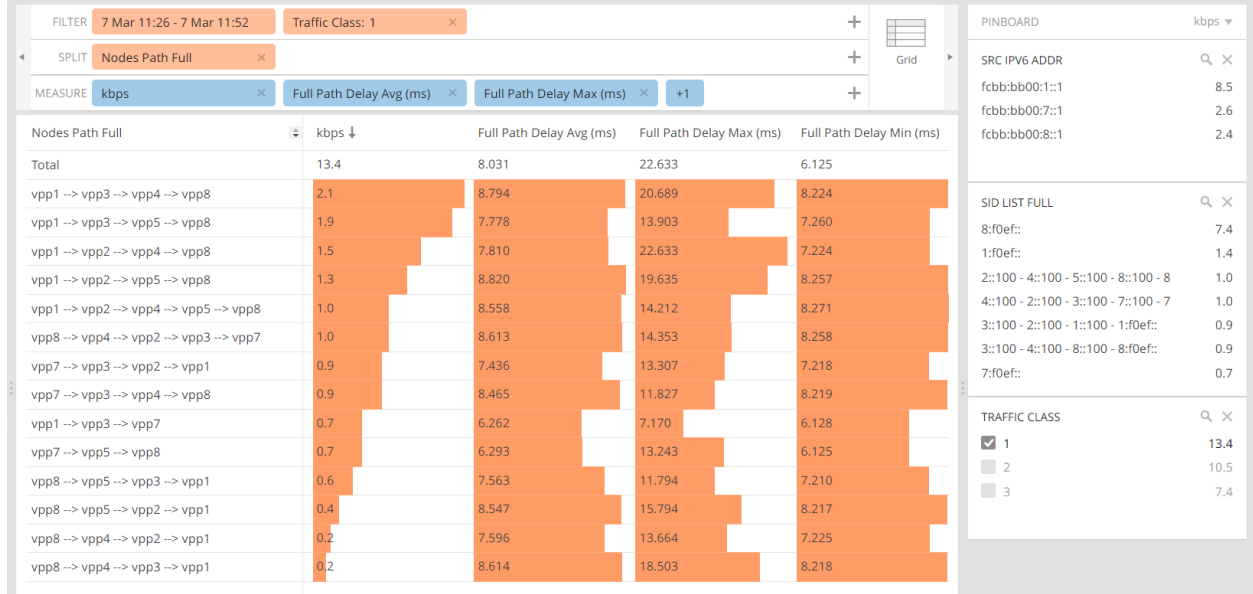 FILTER 7 Mar 11:26 - 7 Mar 11:52 Traffic Class: 1 × +
SPLIT Nodes Path Full × +
MEASURE kbps × Full Path Delay Avg (ms) × Full Path Delay Max (ms) × +1 +
Grid
Nodes Path Full kbps ↓ Full Path Delay Avg (ms) Full Path Delay Max (ms) Full Path Delay Min (ms)
Total 13.4 8.031 22.633 6.125
vpp1 --> vpp3 --> vpp4 --> vpp8 2.1 8.794 20.689 8.224
vpp1 --> vpp3 --> vpp5 --> vpp8 1.9 7.778 13.903 7.260
vpp1 --> vpp2 --> vpp4 --> vpp8 1.5 7.810 22.633 7.224
vpp1 --> vpp2 --> vpp5 --> vpp8 1.3 8.820 19.635 8.257
vpp1 --> vpp2 --> vpp4 --> vpp5 --> vpp8 1.0 8.558 14.212 8.271
vpp8 --> vpp4 --> vpp2 --> vpp3 --> vpp7 1.0 8.613 14.353 8.258
vpp7 --> vpp3 --> vpp2 --> vpp1 0.9 7.436 13.307 7.218
vpp7 --> vpp3 --> vpp4 --> vpp8 0.9 8.465 11.827 8.219
vpp1 --> vpp3 --> vpp7 0.7 6.262 7.170 6.128
vpp7 --> vpp5 --> vpp8 0.7 6.293 13.243 6.125
vpp8 --> vpp5 --> vpp3 --> vpp1 0.6 7.563 11.794 7.210
vpp8 --> vpp5 --> vpp2 --> vpp1 0.4 8.547 15.794 8.217
vpp8 --> vpp4 --> vpp2 --> vpp1 0.2 7.596 13.664 7.225
vpp8 --> vpp4 --> vpp3 --> vpp1 0.2 8.614 18.503 8.218
PINBOARD kbps
SRC IPV6 ADDR
fcbb:bb00:1::1 8.5
fcbb:bb00:7::1 2.6
fcbb:bb00:8::1 2.4
SID LIST FULL
8:f0ef:: 7.4
1:f0ef:: 1.4
2::100 - 4::100 - 5::100 - 8::100 - 8 1.0
4::100 - 2::100 - 3::100 - 7::100 - 7 1.0
3::100 - 2::100 - 1::100 - 1:f0ef:: 0.9
3::100 - 4::100 - 8::100 - 8:f0ef:: 0.9
7:f0ef:: 0.7
TRAFFIC CLASS
1 13.4
2 10.5
3 7.4